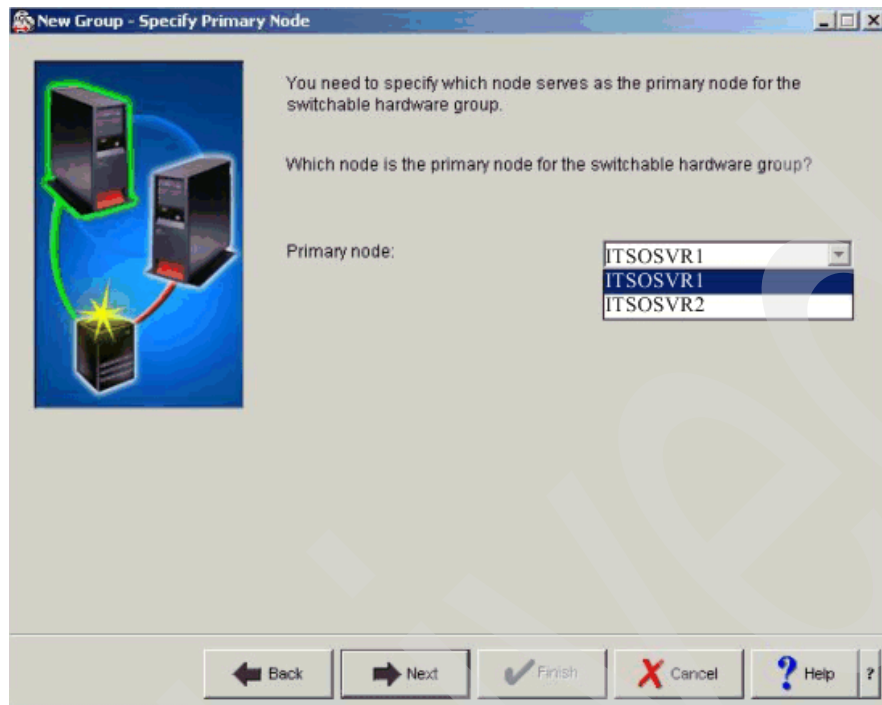 New Group - Specify Primary Node
You need to specify which node serves as the primary node for the
switchable hardware group.
Which node is the primary node for the switchable hardware group?
Primary node:
ITSOSVR1
ITSOSVR1
ITSOSVR2
Back
Next
Finish
Cancel
? Help
?